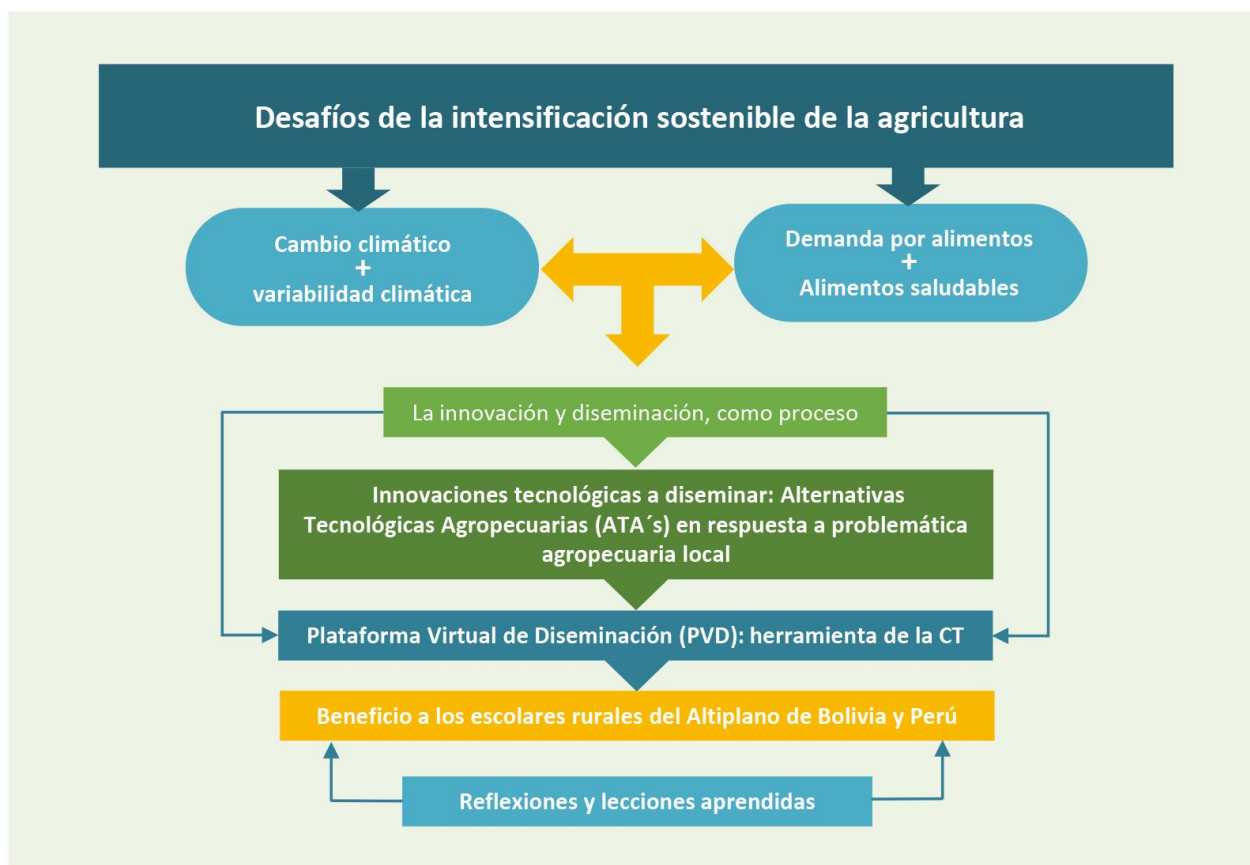 Desafíos de la intensificación sostenible de la agricultura
Cambio climático
+
variabilidad climática
Demanda por alimentos
+
Alimentos saludables
La innovación y diseminación, como proceso
Innovaciones tecnológicas a diseminar: Alternativas
Tecnológicas Agropecuarias (ATA´s) en respuesta a problemática
agropecuaria local
Plataforma Virtual de Diseminación (PVD): herramienta de la CT
Beneficio a los escolares rurales del Altiplano de Bolivia y Perú
Reflexiones y lecciones aprendidas